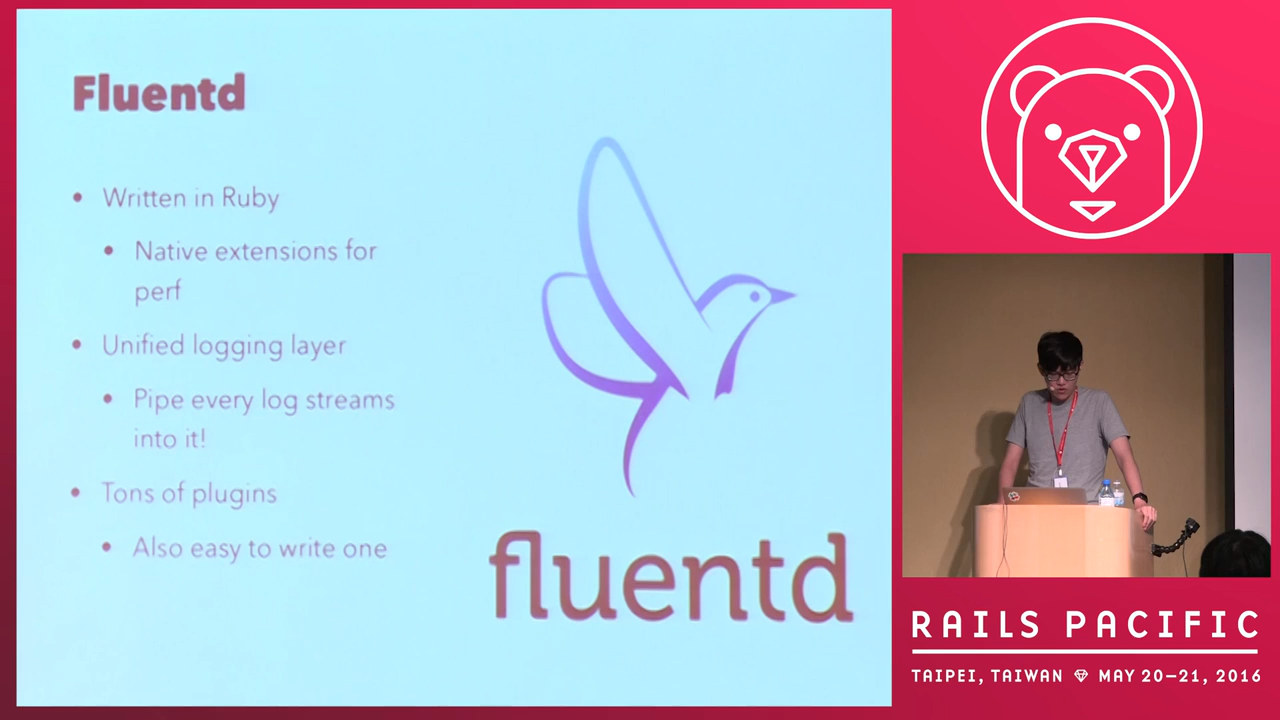 Fluentd
• Written in Ruby
• Native extensions for
perf
• Unified logging layer
• Pipe every log streams
into it!
• Tons of plugins
• Also easy to write one
fluentd
RAILS PACIFIC
TAIPEI, TAIWAN MAY 20–21, 2016